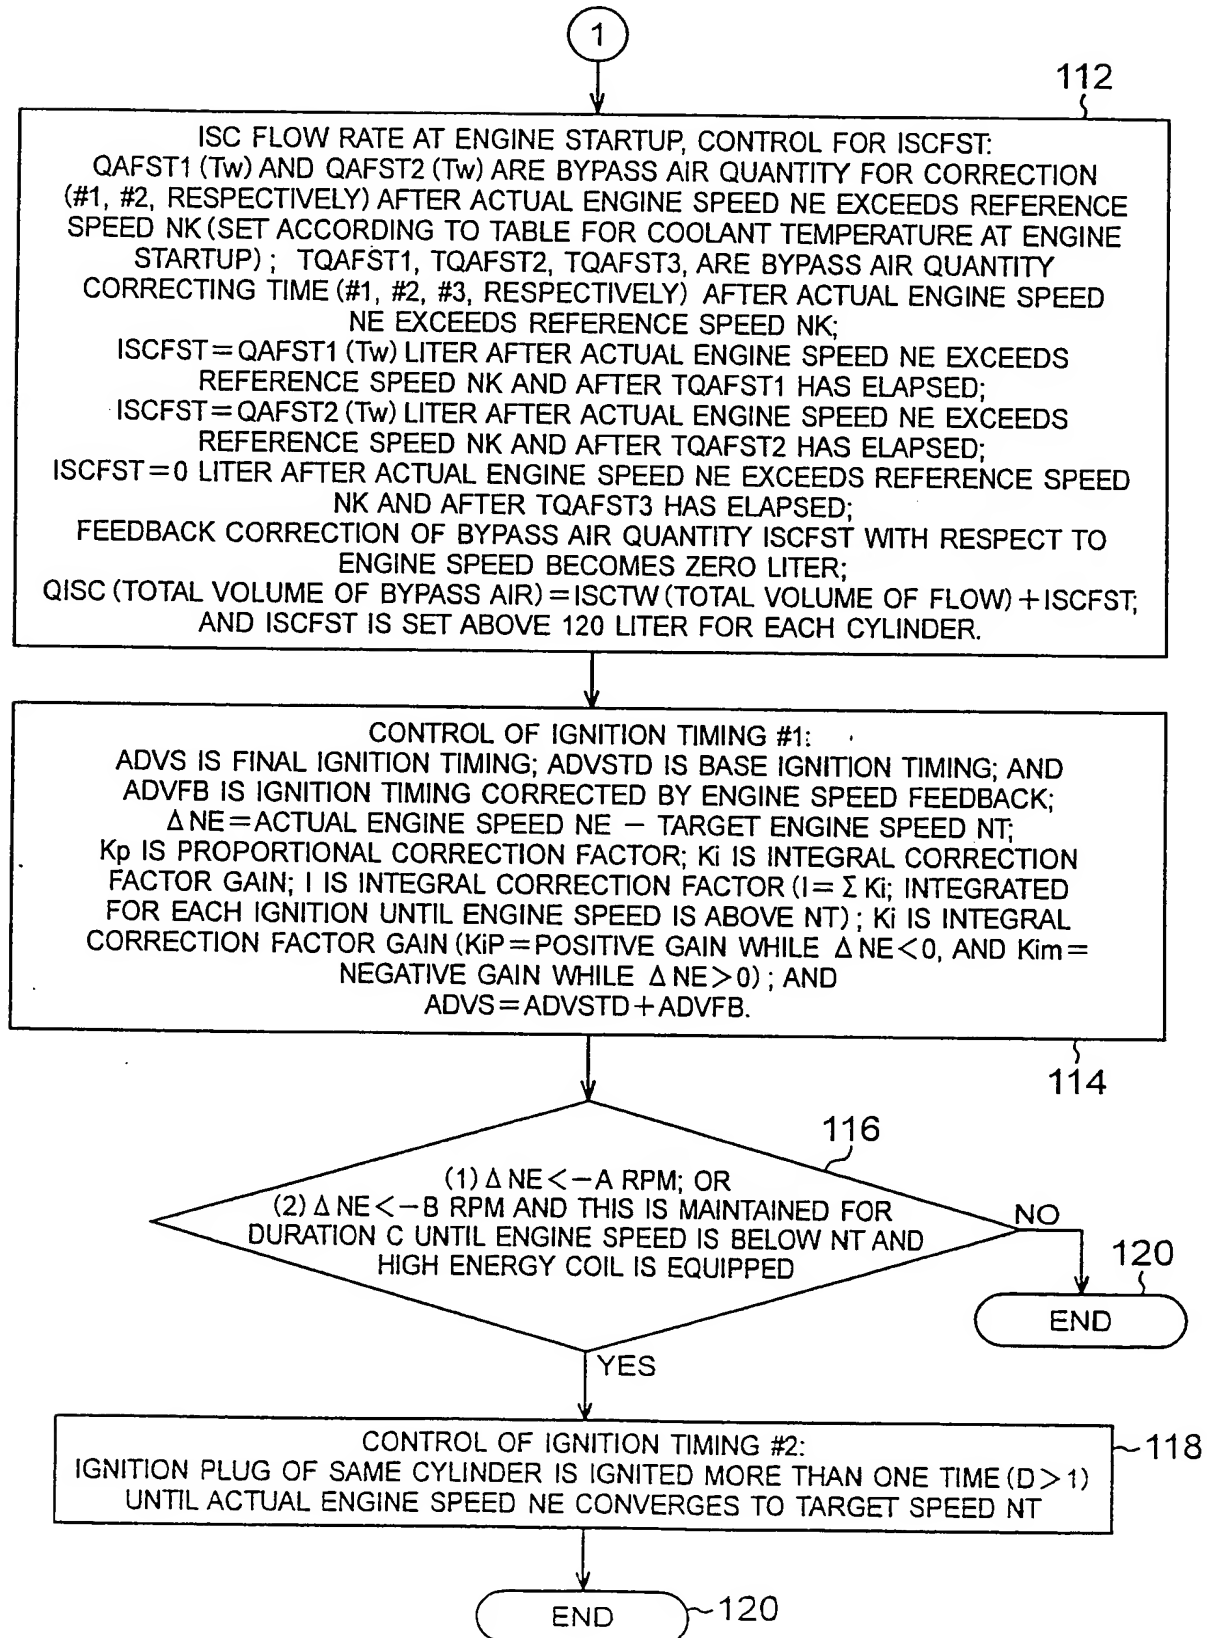 1
112
ISC FLOW RATE AT ENGINE STARTUP, CONTROL FOR ISCFST:
QAFST1 (Tw) AND QAFST2 (Tw) ARE BYPASS AIR QUANTITY FOR CORRECTION
(#1, #2, RESPECTIVELY) AFTER ACTUAL ENGINE SPEED NE EXCEEDS REFERENCE
SPEED NK (SET ACCORDING TO TABLE FOR COOLANT TEMPERATURE AT ENGINE
STARTUP) ; TQAFST1, TQAFST2, TQAFST3, ARE BYPASS AIR QUANTITY
CORRECTING TIME (#1, #2, #3, RESPECTIVELY) AFTER ACTUAL ENGINE SPEED
NE EXCEEDS REFERENCE SPEED NK;
ISCFST=QAFST1 (Tw) LITER AFTER ACTUAL ENGINE SPEED NE EXCEEDS
REFERENCE SPEED NK AND AFTER TQAFST1 HAS ELAPSED;
ISCFST=QAFST2 (Tw) LITER AFTER ACTUAL ENGINE SPEED NE EXCEEDS
REFERENCE SPEED NK AND AFTER TQAFST2 HAS ELAPSED;
ISCFST=0 LITER AFTER ACTUAL ENGINE SPEED NE EXCEEDS REFERENCE SPEED
NK AND AFTER TQAFST3 HAS ELAPSED;
FEEDBACK CORRECTION OF BYPASS AIR QUANTITY ISCFST WITH RESPECT TO
ENGINE SPEED BECOMES ZERO LITER;
QISC (TOTAL VOLUME OF BYPASS AIR)=ISCTW (TOTAL VOLUME OF FLOW)+ISCFST;
AND ISCFST IS SET ABOVE 120 LITER FOR EACH CYLINDER.
CONTROL OF IGNITION TIMING #1:
ADVS IS FINAL IGNITION TIMING; ADVSTD IS BASE IGNITION TIMING; AND
ADVFB IS IGNITION TIMING CORRECTED BY ENGINE SPEED FEEDBACK;
Δ NE=ACTUAL ENGINE SPEED NE − TARGET ENGINE SPEED NT;
Kp IS PROPORTIONAL CORRECTION FACTOR; Ki IS INTEGRAL CORRECTION
FACTOR GAIN; I IS INTEGRAL CORRECTION FACTOR (I= Σ Ki; INTEGRATED
FOR EACH IGNITION UNTIL ENGINE SPEED IS ABOVE NT) ; Ki IS INTEGRAL
CORRECTION FACTOR GAIN (KiP=POSITIVE GAIN WHILE Δ NE<0, AND Kim=
NEGATIVE GAIN WHILE Δ NE>0) ; AND
ADVS=ADVSTD+ADVFB.
114
116
(1) Δ NE<−A RPM; OR
(2) Δ NE<−B RPM AND THIS IS MAINTAINED FOR
DURATION C UNTIL ENGINE SPEED IS BELOW NT AND
HIGH ENERGY COIL IS EQUIPPED
NO
120
END
YES
CONTROL OF IGNITION TIMING #2:
IGNITION PLUG OF SAME CYLINDER IS IGNITED MORE THAN ONE TIME (D>1)
UNTIL ACTUAL ENGINE SPEED NE CONVERGES TO TARGET SPEED NT
118
END
120